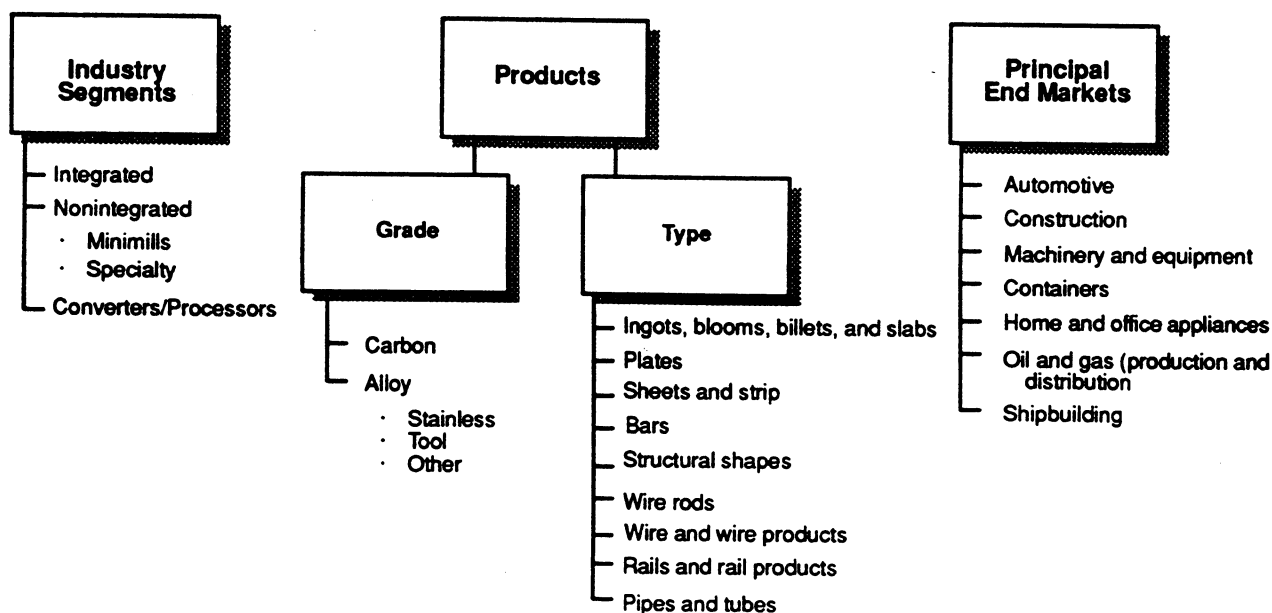 Industry
Segments
Integrated
Nonintegrated
· Minimills
· Specialty
Converters/Processors
Products
Grade
Carbon
Alloy
· Stainless
· Tool
· Other
Type
Ingots, blooms, billets, and slabs
Plates
Sheets and strip
Bars
Structural shapes
Wire rods
Wire and wire products
Rails and rail products
Pipes and tubes
Principal
End Markets
Automotive
Construction
Machinery and equipment
Containers
Home and office appliances
Oil and gas (production and
distribution
Shipbuilding